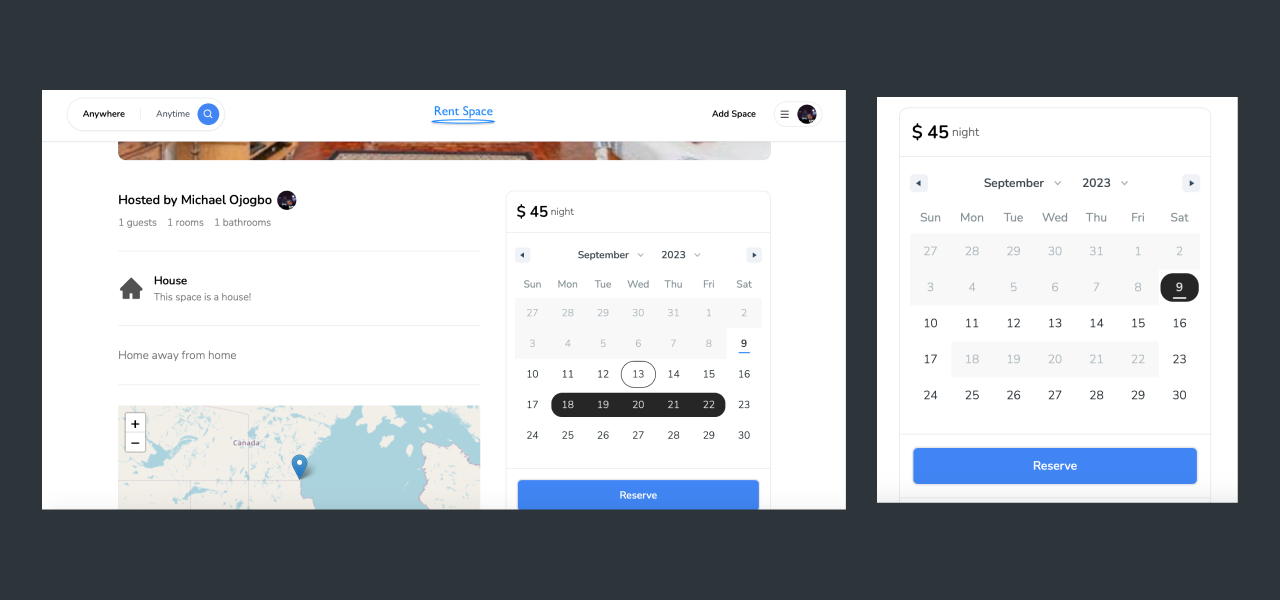 Anywhere Anytime
Rent Space
Add Space
Hosted by Michael Ojogbo
1 guests 1 rooms 1 bathrooms
House
This space is a house!
Home away from home
+
−
Canada
$ 45 night
September 2023
Sun Mon Tue Wed Thu Fri Sat
27 28 29 30 31 1 2
3 4 5 6 7 8 9
10 11 12 13 14 15 16
17 18 19 20 21 22 23
24 25 26 27 28 29 30
Reserve
$ 45 night
September 2023
Sun Mon Tue Wed Thu Fri Sat
27 28 29 30 31 1 2
3 4 5 6 7 8 9
10 11 12 13 14 15 16
17 18 19 20 21 22 23
24 25 26 27 28 29 30
Reserve